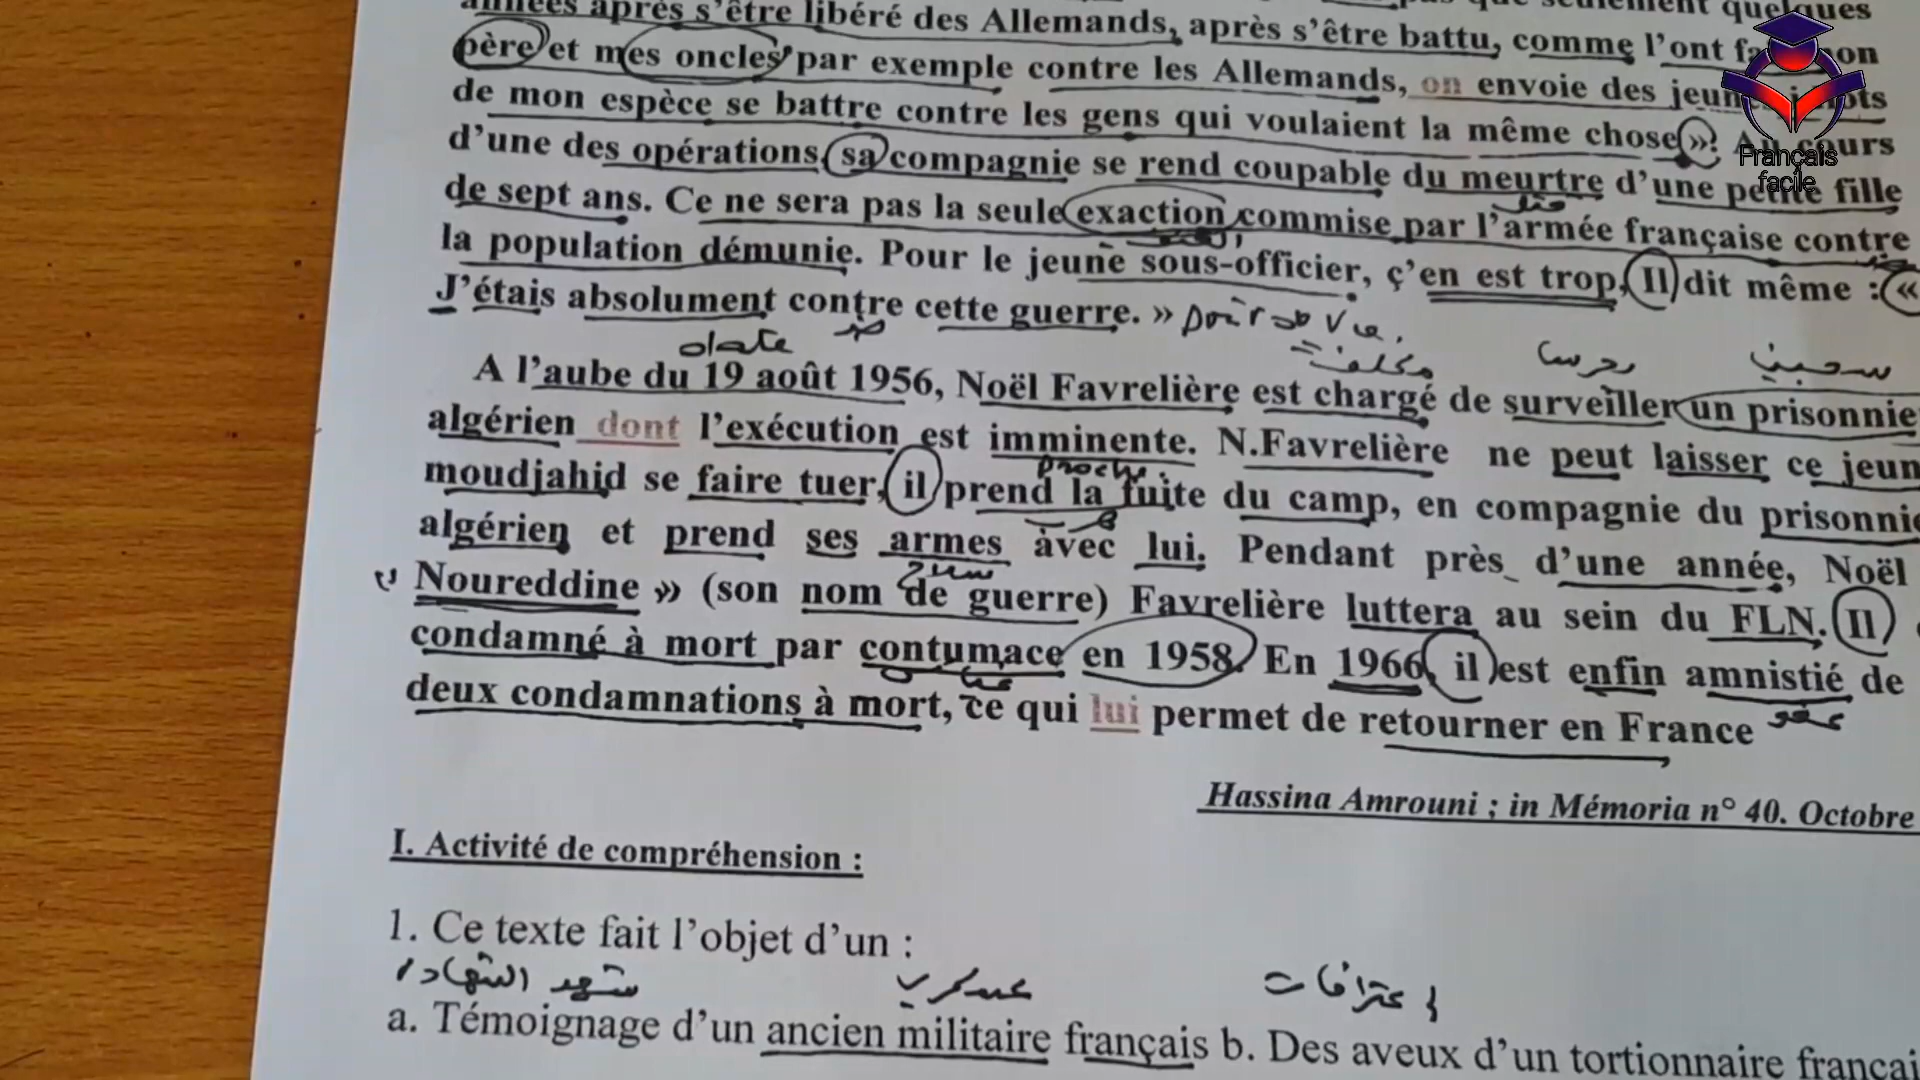 années après s'être libéré des Allemands, après s'être battu, comme l'ont fait mon
père et mes oncles par exemple contre les Allemands, on envoie des jeunes
de mon espèce se battre contre les gens qui voulaient la même chose ». Au cours
d'une des opérations, sa compagnie se rend coupable du meurtre d'une petite fille
de sept ans. Ce ne sera pas la seule exaction commise par l'armée française contre
la population démunie. Pour le jeune sous-officier, ç'en est trop, Il dit même : «
J'étais absolument contre cette guerre. »
date
A l'aube du 19 août 1956, Noël Favrelière est chargé de surveiller un prisonnie
algérien dont l'exécution est imminente. N.Favrelière ne peut laisser ce jeun
proche
moudjahid se faire tuer, il prend la fuite du camp, en compagnie du prisonnie
algérien et prend ses armes avec lui. Pendant près d'une année, Noël
Noureddine » (son nom de guerre) Favrelière luttera au sein du FLN. Il
condamné à mort par contumace en 1958. En 1966, il est enfin amnistié de
deux condamnations à mort, ce qui lui permet de retourner en France
Hassina Amrouni ; in Mémoria n° 40. Octobre
I. Activité de compréhension :
1. Ce texte fait l'objet d'un :
a. Témoignage d'un ancien militaire français b. Des aveux d'un tortionnaire françai
Français
facile